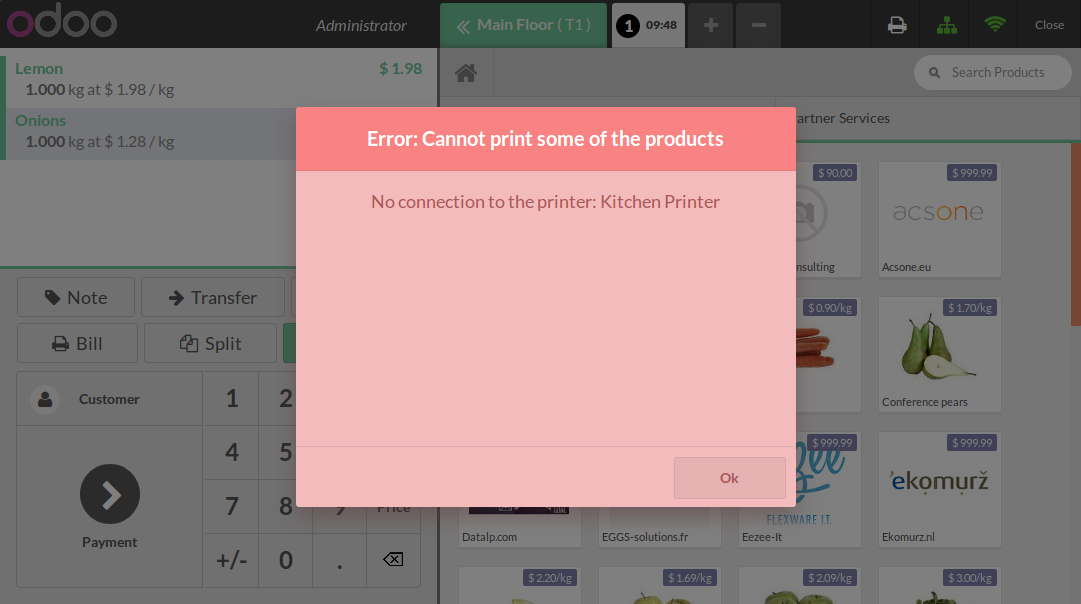 odoo
Administrator
Main Floor ( T1 )
1 09:48
Close
Lemon $ 1.98
1.000 kg at $ 1.98 / kg
Onions
1.000 kg at $ 1.28 / kg
Search Products
Error: Cannot print some of the products
No connection to the printer: Kitchen Printer
Ok
Services
$ 90.00
$ 999.99
acsone
Acsone.eu
$ 0.90/kg
$ 1.70/kg
Conference pears
Note
Transfer
Bill
Split
Customer
1 2
4 5
7 8
Price
+/- 0 .
Payment
$ 999.99
$ 999.99
ekomurž
FLEXWARE I.T.
Datalp.com
EGGS-solutions.fr
Eezee-It
Ekomurz.nl
$ 2.20/kg
$ 1.69/kg
$ 2.09/kg
$ 3.00/kg